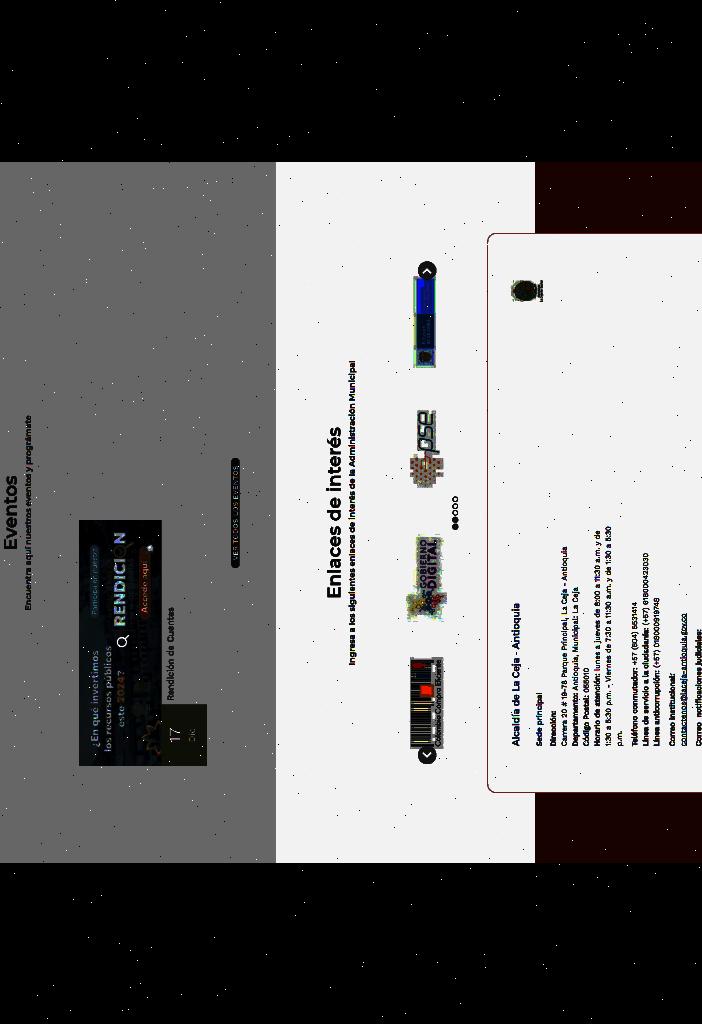 Eventos
Encuentra aquí nuestros eventos y prográmate
¿En qué invertimos
los recursos públicos
este 2024?
RENDICION
Accede aquí
17
Dic
Rendición de Cuentas
VER TODOS LOS EVENTOS
Enlaces de interés
Ingresa a los siguientes enlaces de interés de la Administración Municipal
Colombia Compra Eficiente
GOBIERNO
DIGITAL
pse
Alcaldía de La Ceja - Antioquia
Sede principal
Dirección:
Carrera 20 # 19-78 Parque Principal, La Ceja - Antioquia
Departamento: Antioquia, Municipal: La Ceja
Código Postal: 055010
Horario de atención: lunes a jueves de 8:00 a 11:30 a.m. y de
1:30 a 5:30 p.m. - Viernes de 7:30 a 11:30 a.m. y de 1:30 a 5:30
p.m.
Teléfono conmutador: +57 (604) 5531414
Línea de servicio a la ciudadanía: (+57)
Línea anticorrupción: (+57) 018000919748
Correo institucional:
contactenos@laceja-antioquia.gov.co
Correo notificaciones judiciales: